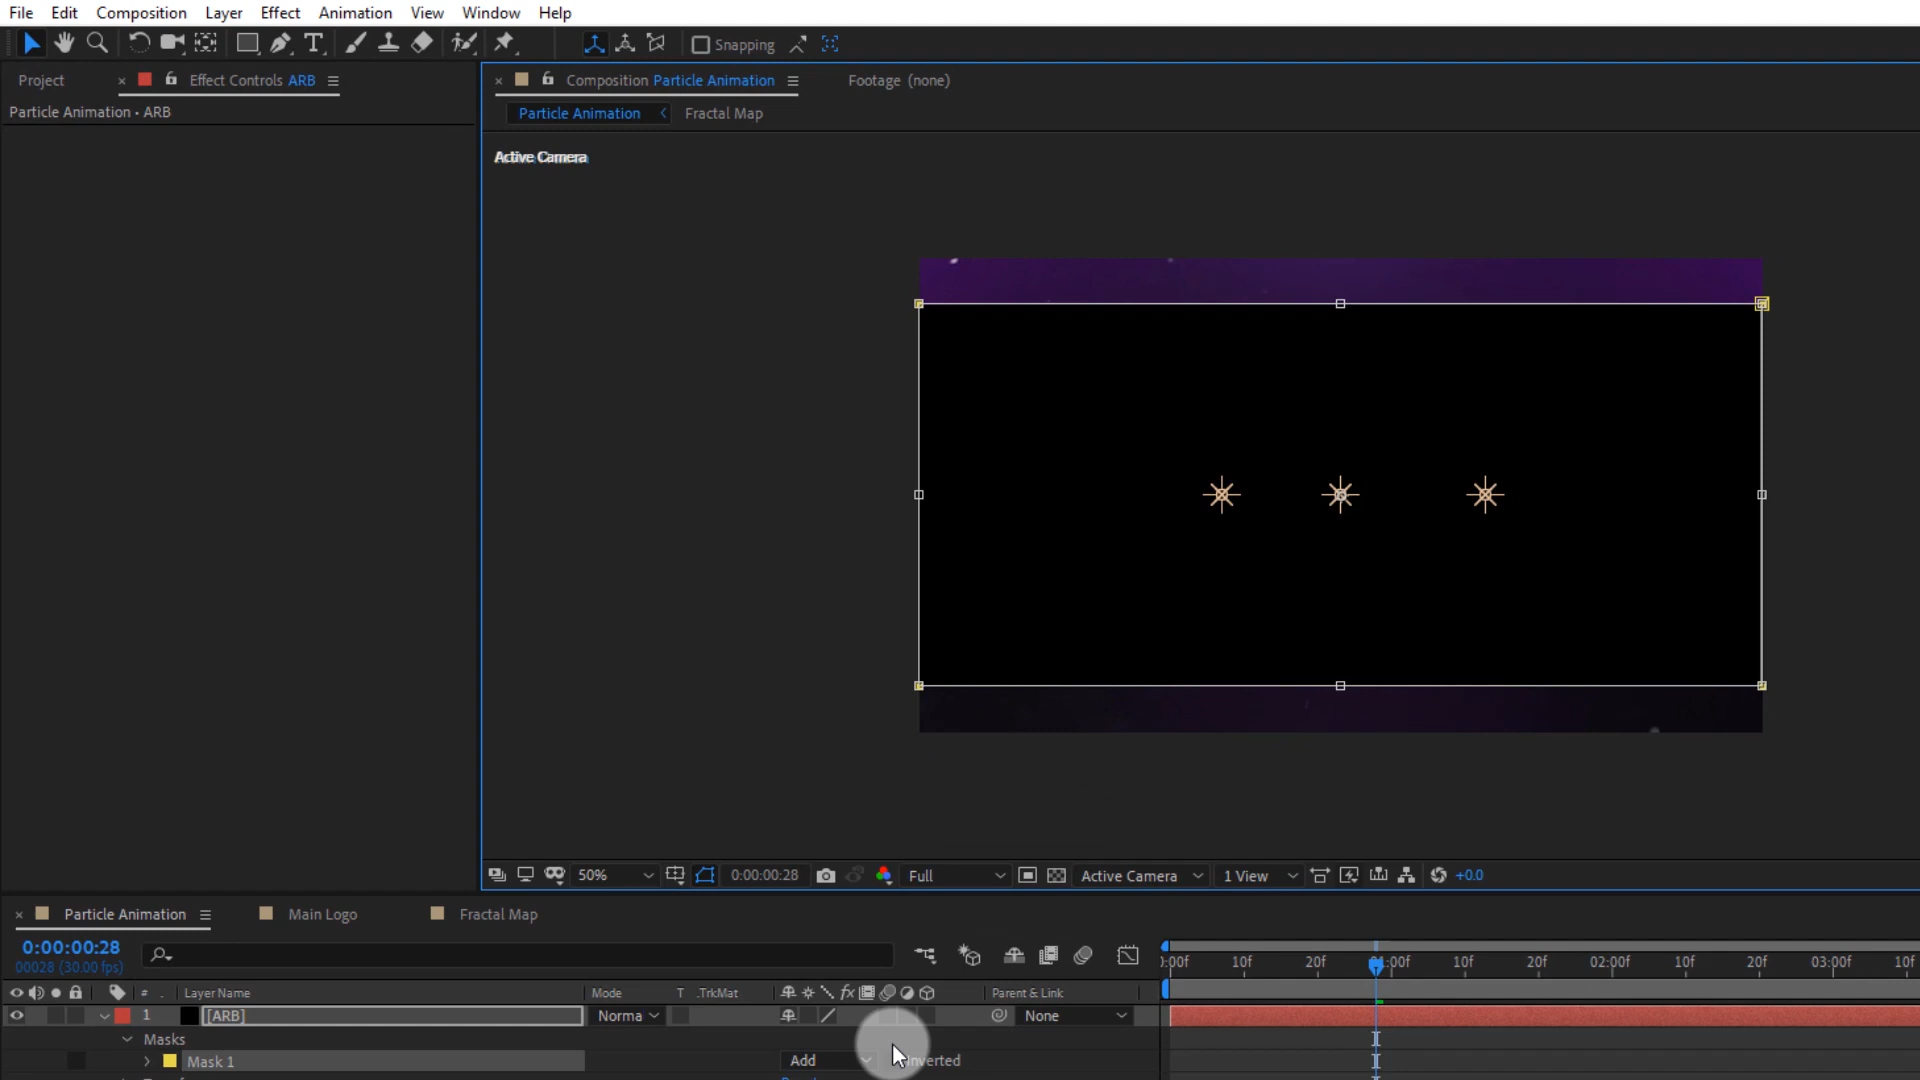 File Edit Composition Layer Effect Animation View Window Help
Snapping
Project × Effect Controls ARB
× Composition Particle Animation
Footage (none)
Particle Animation • ARB
Particle Animation Fractal Map
Active Camera
50% 0:00:00:28 Full Active Camera 1 View +0.0
× Particle Animation Main Logo Fractal Map
0:00:00:28
00028 (30.00 fps)
):00f 10f 20f 01:00f 10f 20f 02:00f 10f 20f 03:00f 10f
# . Layer Name Mode T .TrkMat fx Parent & Link
1 [ARB] Norma None
Masks
Mask 1 Add Inverted